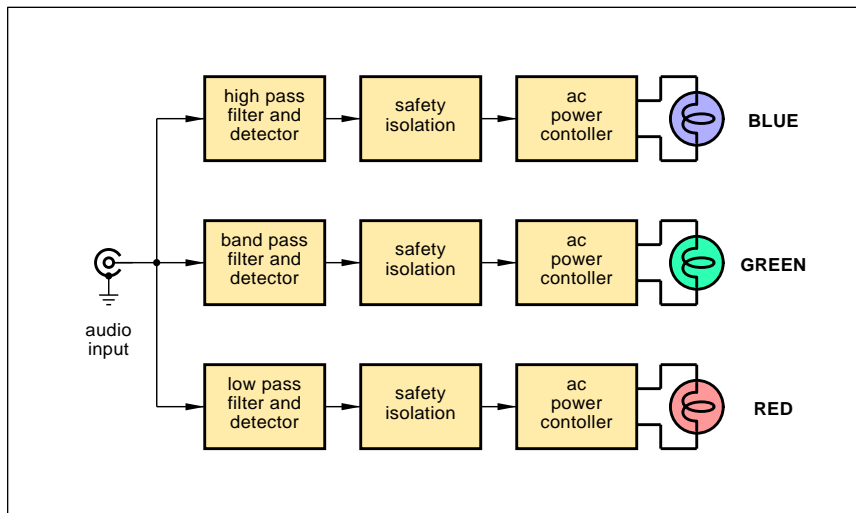 high pass
filter and
detector
safety
isolation
ac
power
contoller
BLUE
band pass
filter and
detector
safety
isolation
ac
power
contoller
GREEN
audio
input
low pass
filter and
detector
safety
isolation
ac
power
contoller
RED